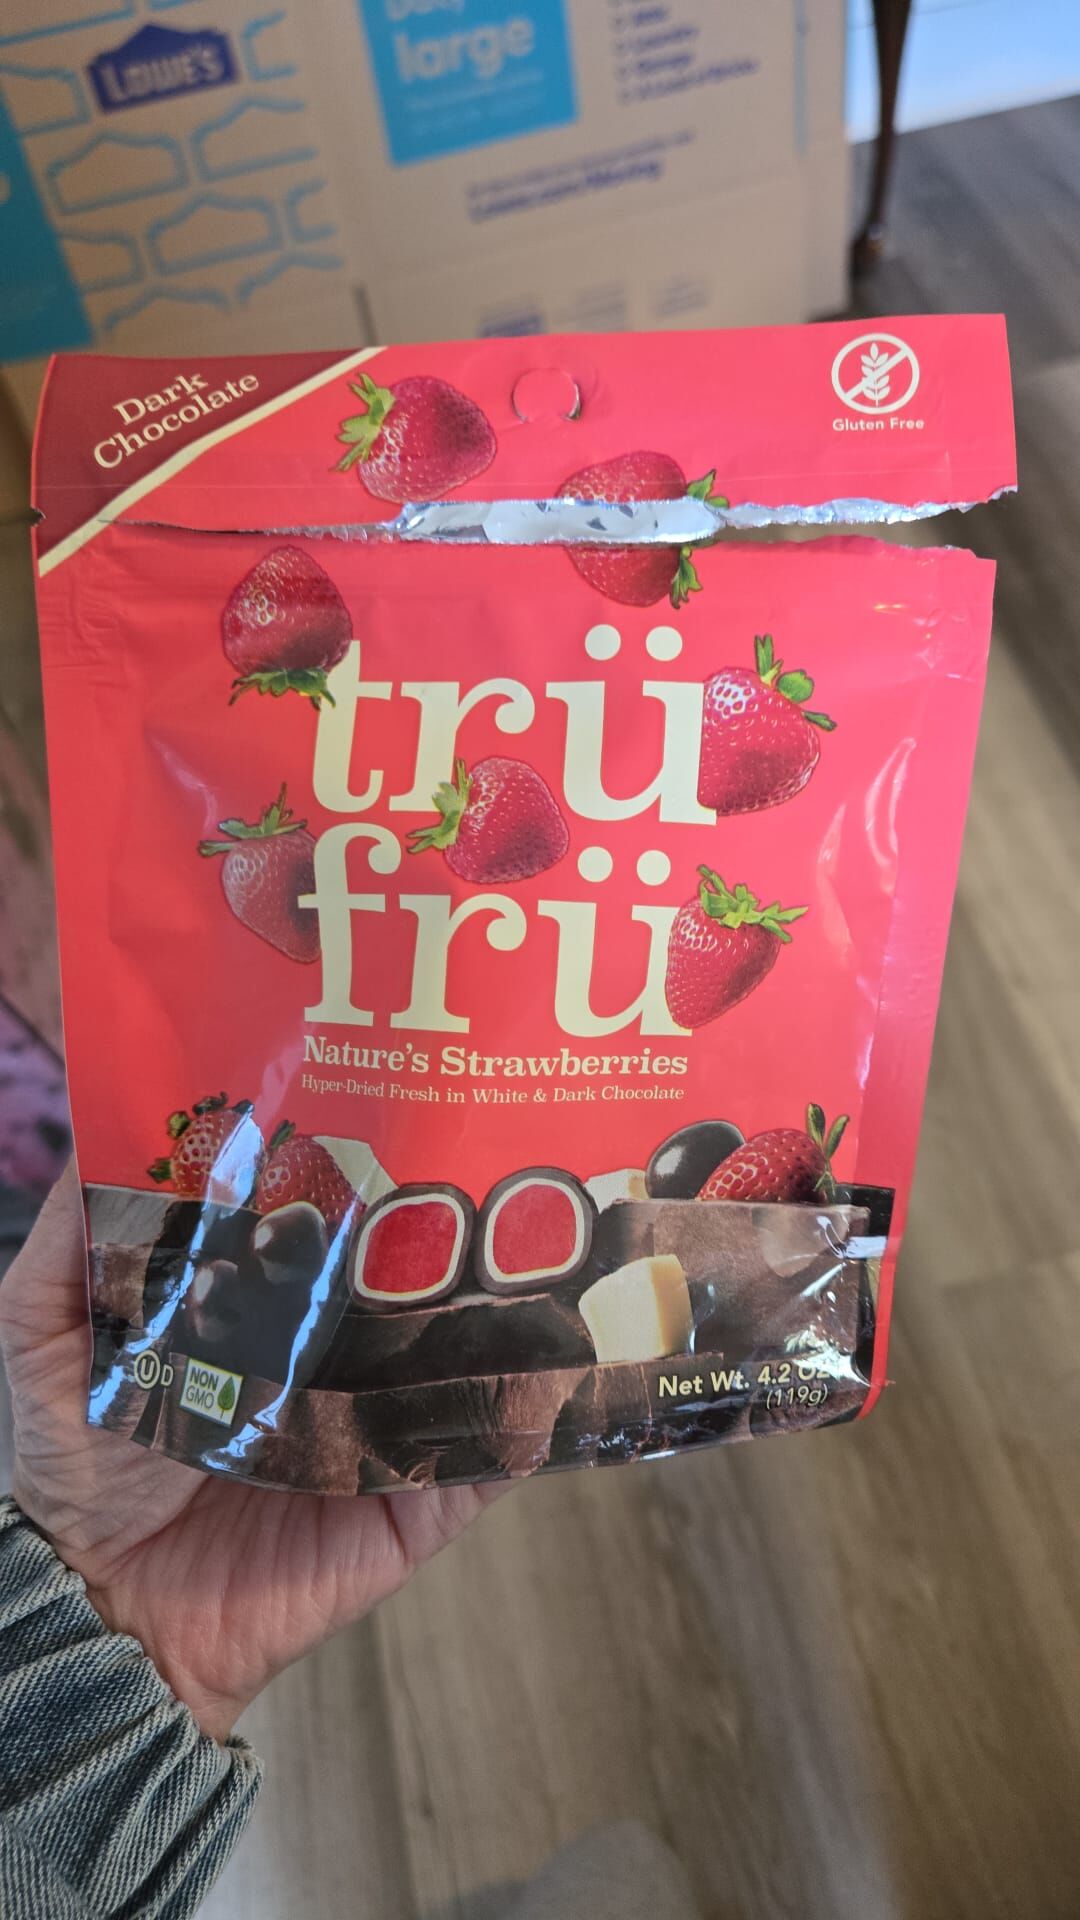 LOWE'S
large
Dark
Chocolate
Gluten Free
trü
frü
Nature's Strawberries
Hyper-Dried Fresh in White & Dark Chocolate
U D
NON
GMO
Net Wt. 4.2 OZ
(119g)